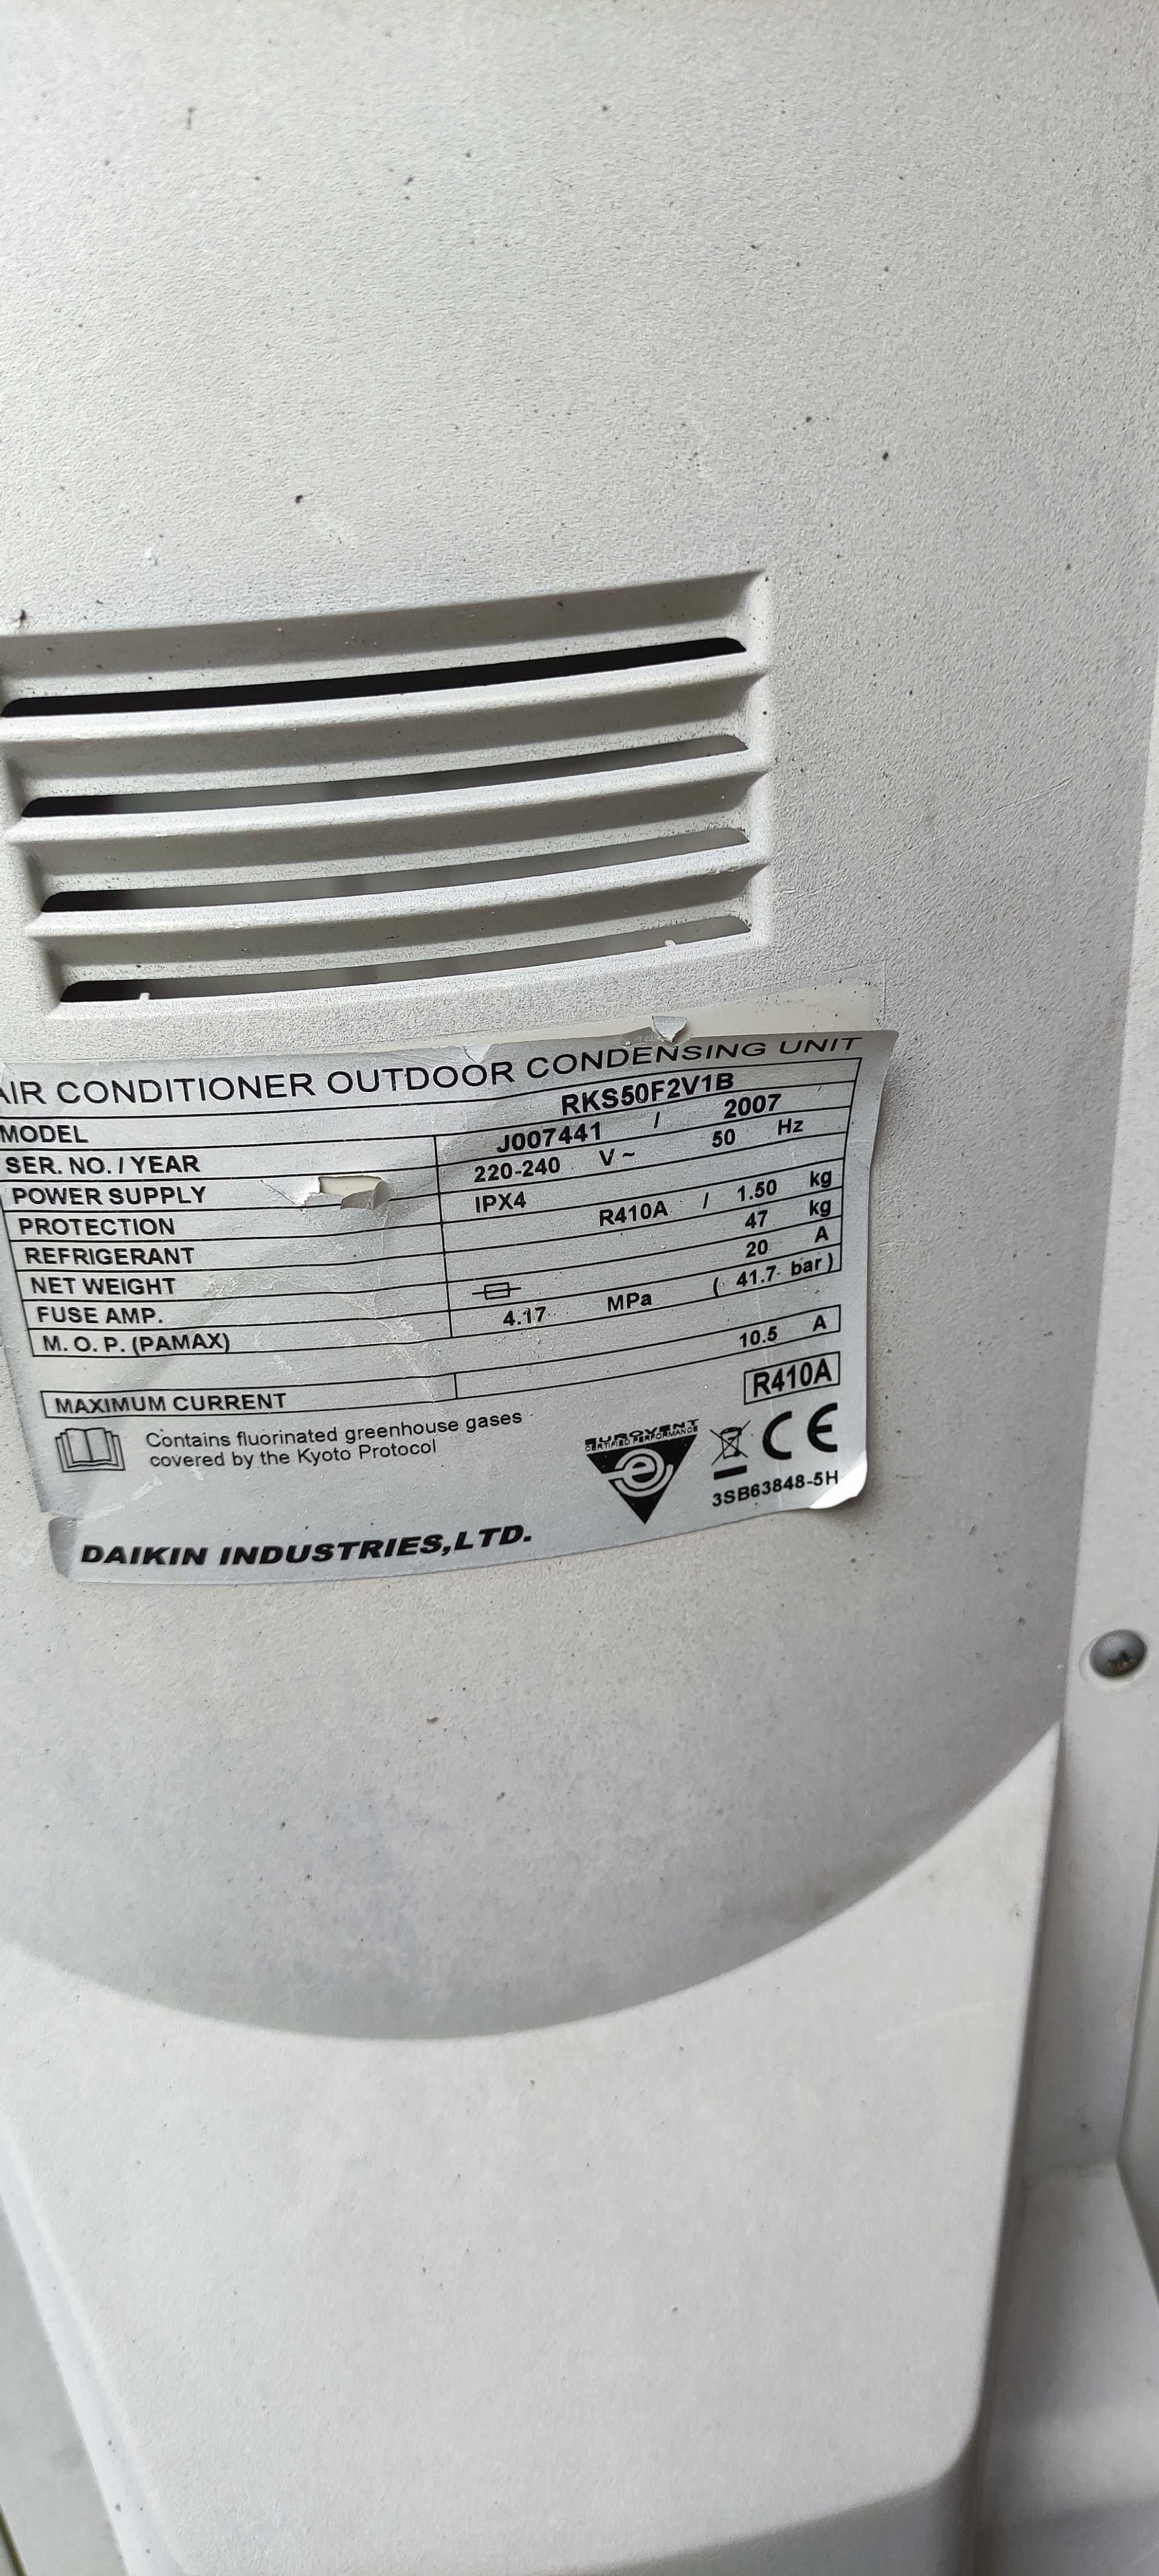 AIR CONDITIONER OUTDOOR CONDENSING UNIT
MODEL RKS50F2V1B
SER. NO. / YEAR J007441 / 2007
POWER SUPPLY 220-240 V ~ 50 Hz
PROTECTION IPX4
REFRIGERANT R410A / 1.50 kg
NET WEIGHT 47 kg
FUSE AMP. 20 A
M. O. P. (PAMAX) 4.17 MPa ( 41.7 bar )
MAXIMUM CURRENT 10.5 A
R410A
Contains fluorinated greenhouse gases
covered by the Kyoto Protocol
EUROVENT
CERTIFIED PERFORMANCE
CE
3SB63848-5H
DAIKIN INDUSTRIES,LTD.